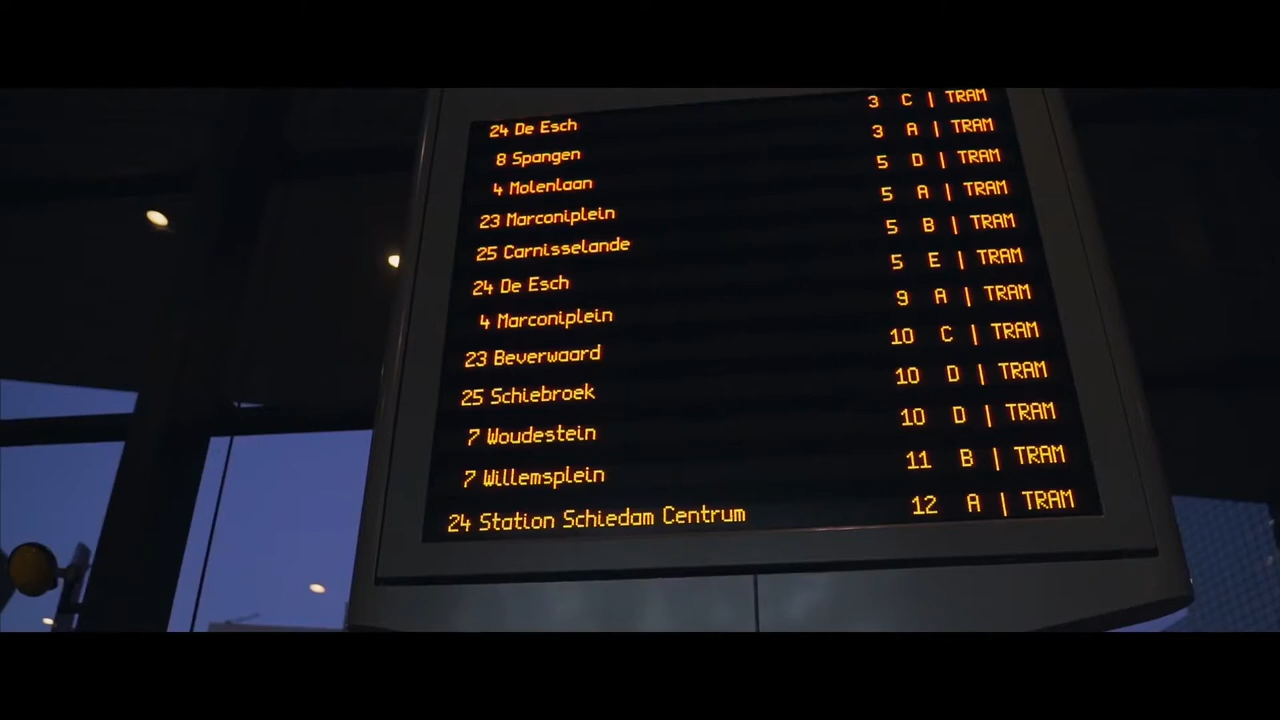 24 De Esch 3 C | TRAM
8 Spangen 3 A | TRAM
4 Molenlaan 5 D | TRAM
23 Marconiplein 5 A | TRAM
25 Carnisselande 5 B | TRAM
24 De Esch 5 E | TRAM
4 Marconiplein 9 A | TRAM
23 Beverwaard 10 C | TRAM
25 Schiebroek 10 D | TRAM
7 Woudestein 10 D | TRAM
7 Willemsplein 11 B | TRAM
24 Station Schiedam Centrum 12 A | TRAM